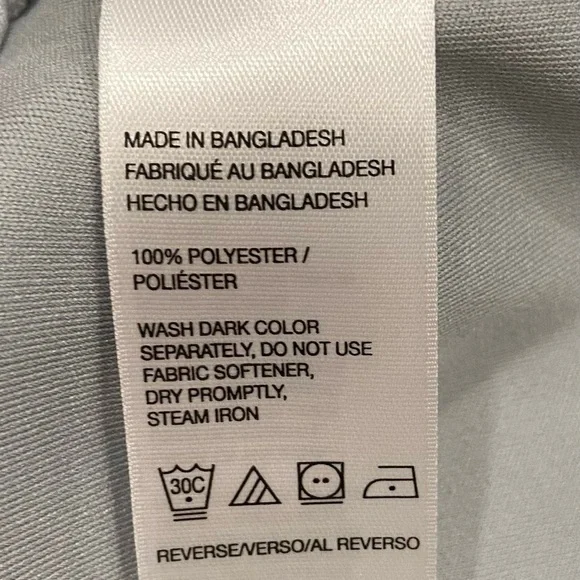 MADE IN BANGLADESH
FABRIQUÉ AU BANGLADESH
HECHO EN BANGLADESH
100% POLYESTER /
POLIÉSTER
WASH DARK COLOR
SEPARATELY, DO NOT USE
FABRIC SOFTENER,
DRY PROMPTLY,
STEAM IRON
30C
REVERSE/VERSO/AL REVERSO